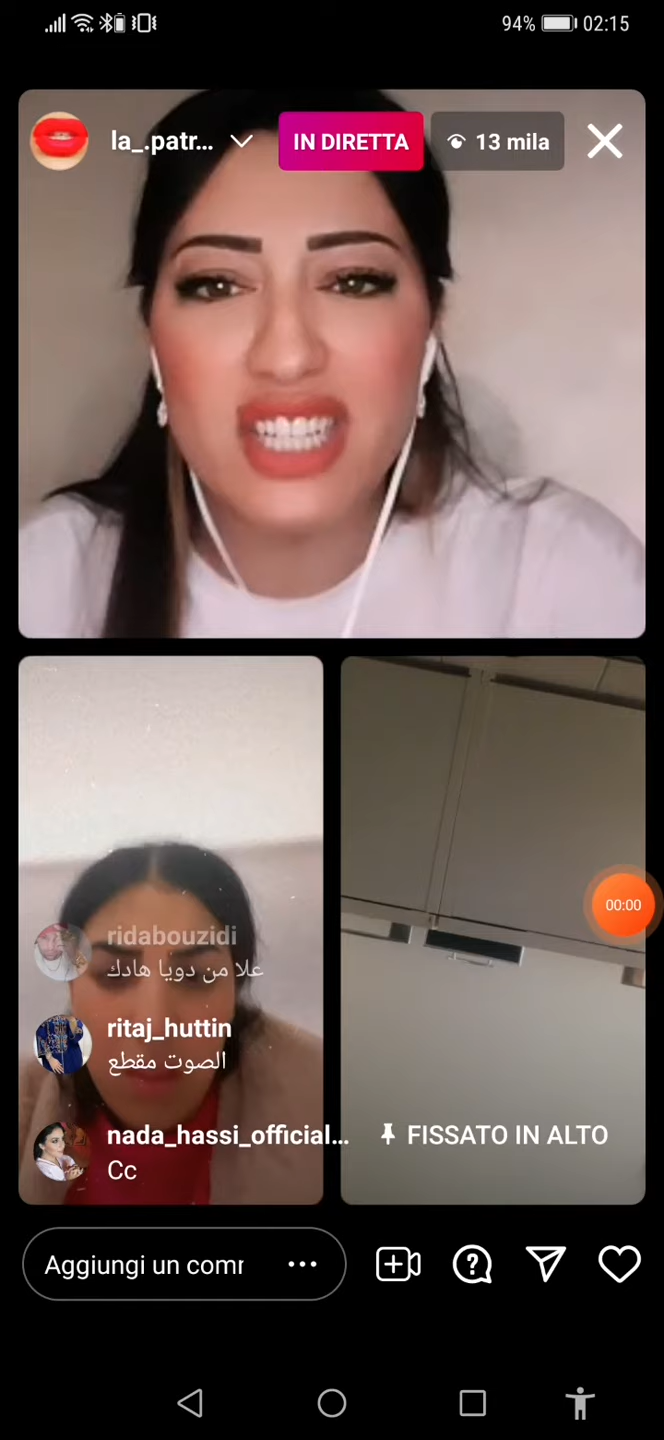 94% 02:15
la_.patr... IN DIRETTA 13 mila
ridabouzidi
علا من دويا هادك
ritaj_huttin
الصوت مقطع
nada_hassi_official... FISSATO IN ALTO
Cc
00:00
Aggiungi un comr